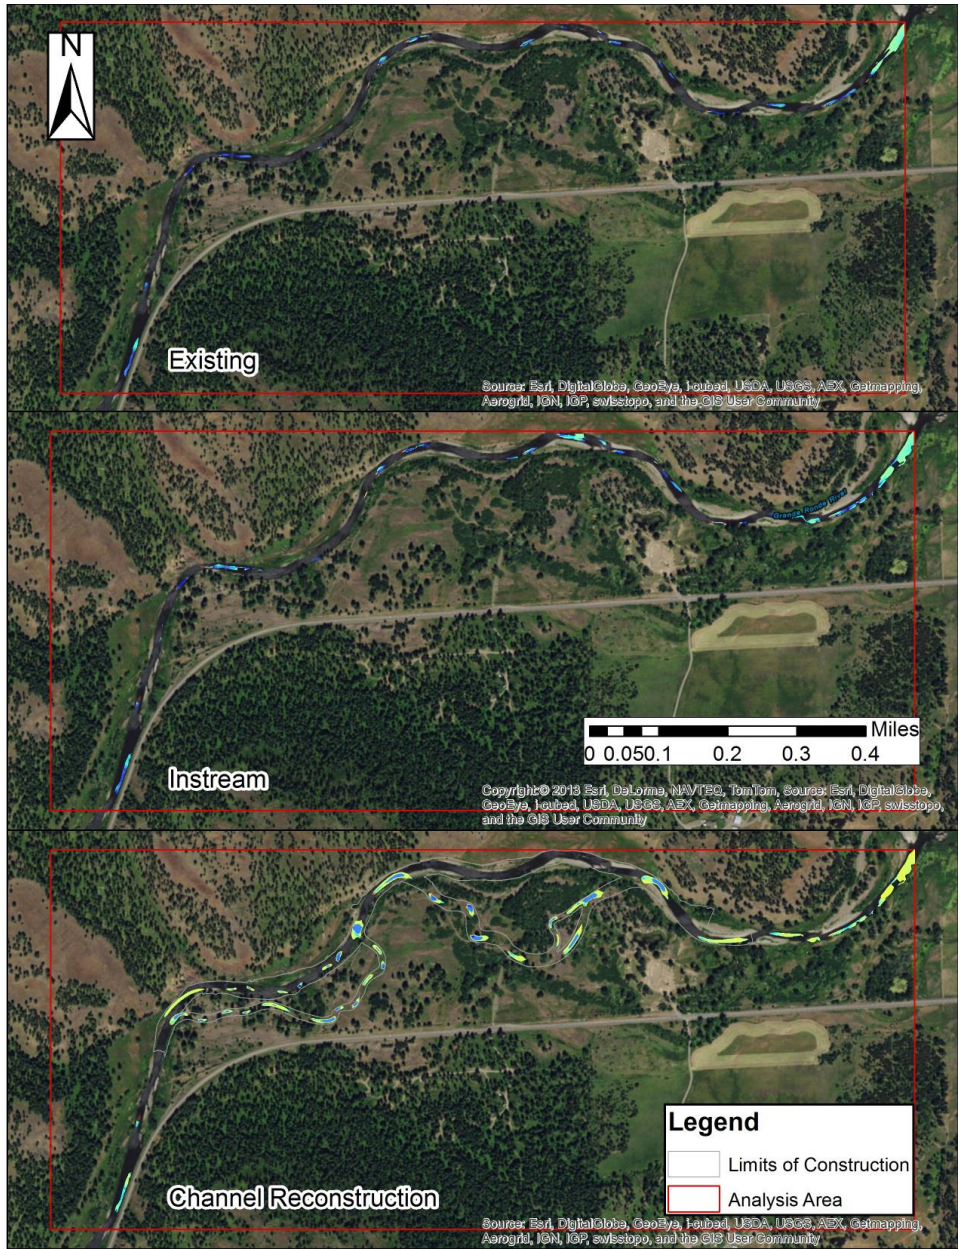 N
Existing
Source: Esri, DigitalGlobe, GeoEye, i-cubed, USDA, USGS, AEX, Getmapping,
Aerogrid, IGN, IGP, swisstopo, and the GIS User Community
Grande Ronde River
Miles
0 0.05 0.1 0.2 0.3 0.4
Instream
Copyright:© 2013 Esri, DeLorme, NAVTEQ, TomTom, Source: Esri, DigitalGlobe,
GeoEye, i-cubed, USDA, USGS, AEX, Getmapping, Aerogrid, IGN, IGP, swisstopo,
and the GIS User Community
Legend
Limits of Construction
Analysis Area
Channel Reconstruction
Source: Esri, DigitalGlobe, GeoEye, i-cubed, USDA, USGS, AEX, Getmapping,
Aerogrid, IGN, IGP, swisstopo, and the GIS User Community